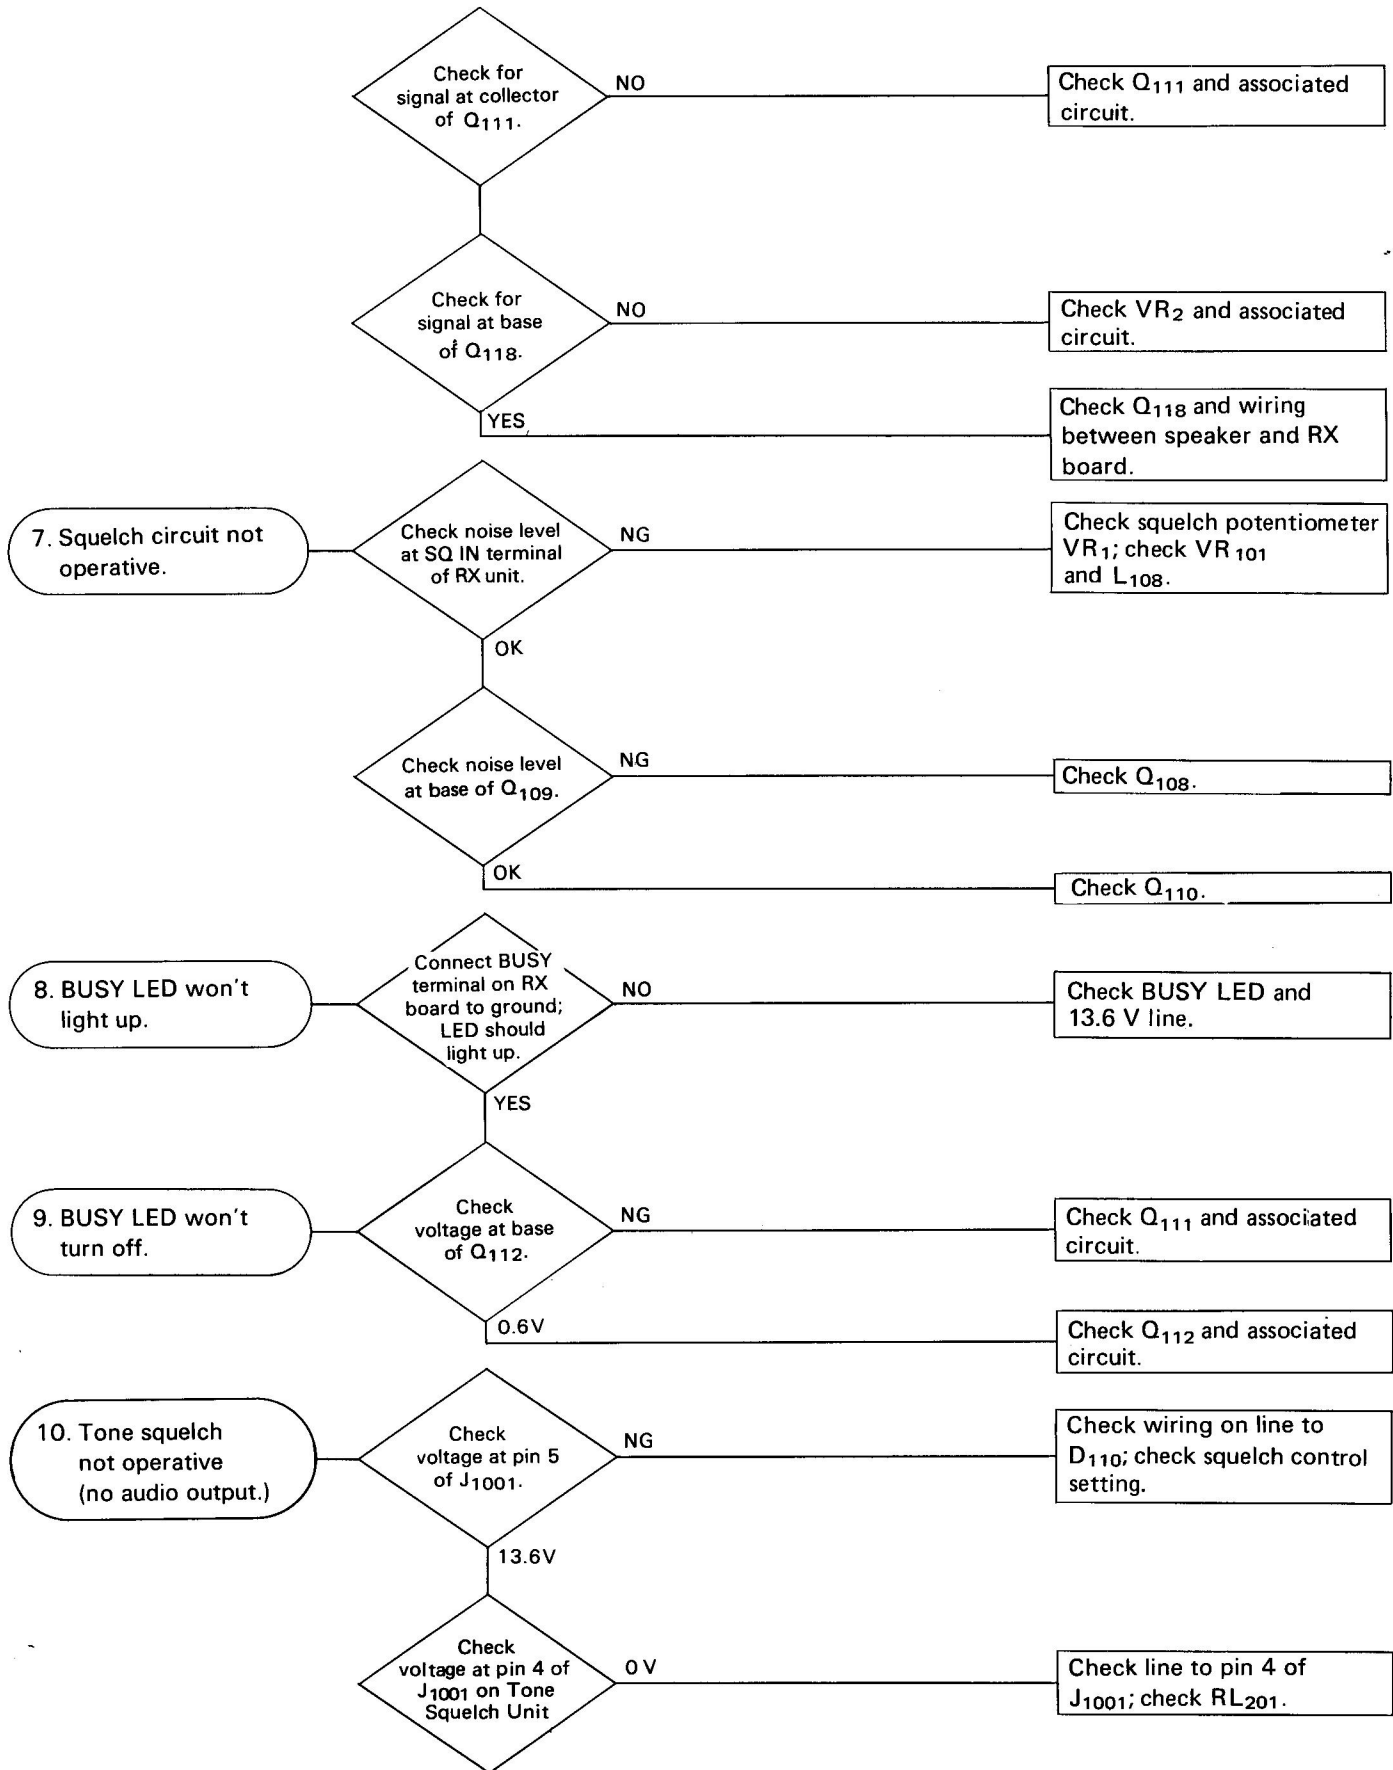 Check for
signal at collector
of Q111.
NO
Check Q111 and associated
circuit.
Check for
signal at base
of Q118.
NO
Check VR2 and associated
circuit.
YES
Check Q118 and wiring
between speaker and RX
board.
7. Squelch circuit not
operative.
Check noise level
at SQ IN terminal
of RX unit.
NG
Check squelch potentiometer
VR1; check VR101
and L108.
OK
Check noise level
at base of Q109.
NG
Check Q108.
OK
Check Q110.
8. BUSY LED won't
light up.
Connect BUSY
terminal on RX
board to ground;
LED should
light up.
NO
Check BUSY LED and
13.6 V line.
YES
9. BUSY LED won't
turn off.
Check
voltage at base
of Q112.
NG
Check Q111 and associated
circuit.
0.6V
Check Q112 and associated
circuit.
10. Tone squelch
not operative
(no audio output.)
Check
voltage at pin 5
of J1001.
NG
Check wiring on line to
D110; check squelch control
setting.
13.6V
Check
voltage at pin 4 of
J1001 on Tone
Squelch Unit
0 V
Check line to pin 4 of
J1001; check RL201.